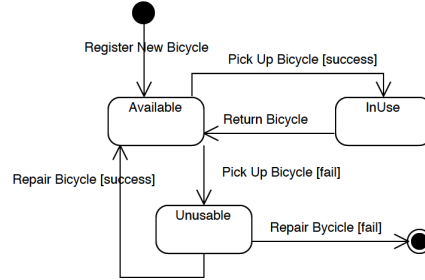 Register New Bicycle
Pick Up Bicycle [success]
Available
InUse
Return Bicycle
Pick Up Bicycle [fail]
Repair Bicycle [success]
Unusable
Repair Bycicle [fail]